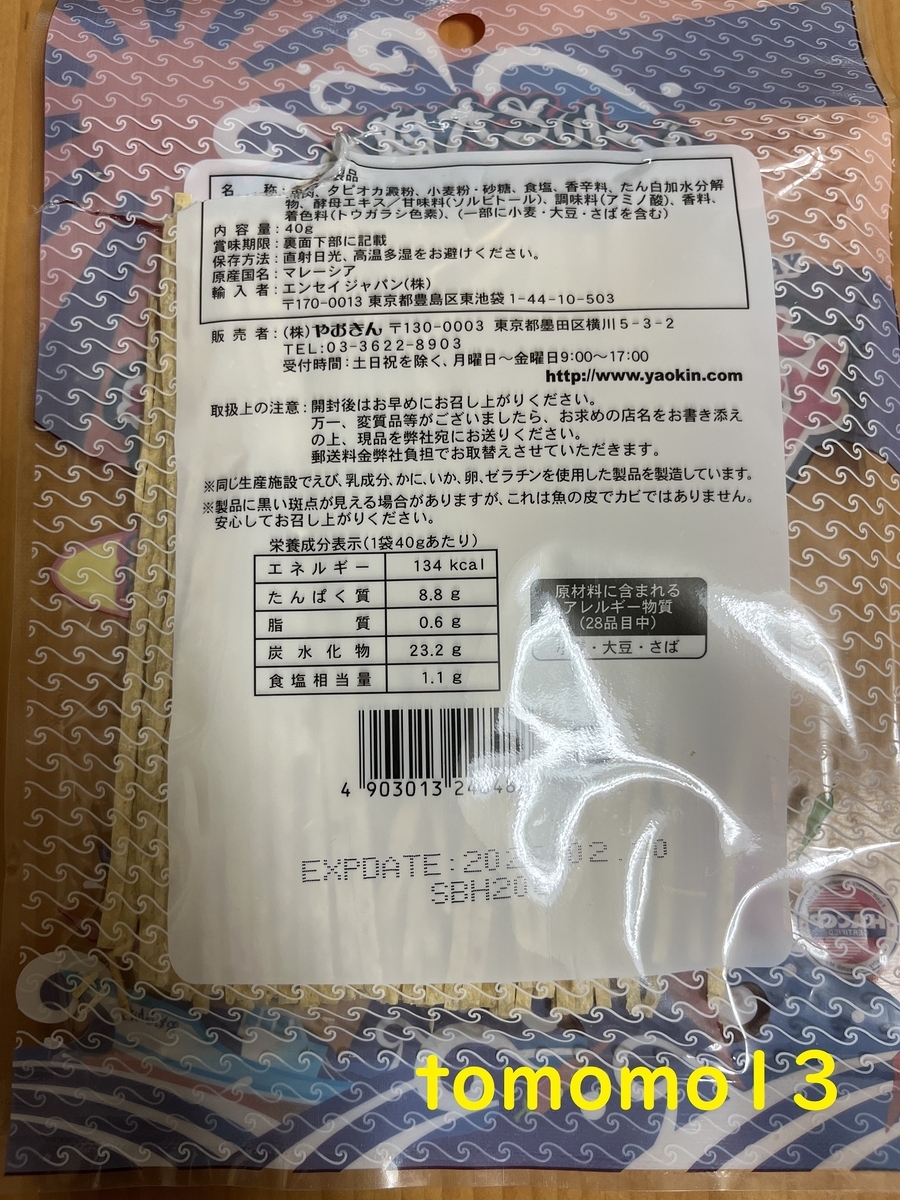 製品
名 称:魚肉、タピオカ澱粉、小麦粉・砂糖、食塩、香辛料、たん白加水分解
物、酵母エキス/甘味料(ソルビトール)、調味料(アミノ酸)、香料、
着色料(トウガラシ色素)、(一部に小麦・大豆・さばを含む)
内容量:40g
賞味期限:裏面下部に記載
保存方法:直射日光、高温多湿をお避けください。
原産国名:マレーシア
輸入者:エンセイジャパン(株)
〒170-0013 東京都豊島区東池袋1-44-10-503
販売者:(株)やおきん 〒130-0003 東京都墨田区横川5-3-2
TEL:03-3622-8903
受付時間:土日祝を除く、月曜日～金曜日9:00～17:00
http://www.yaokin.com
取扱上の注意:開封後はお早めにお召し上がりください。
万一、変質品等がございましたら、お求めの店名をお書き添え
の上、現品を弊社宛にお送りください。
郵送料金弊社負担でお取替えさせていただきます。
※同じ生産施設でえび、乳成分、かに、いか、卵、ゼラチンを使用した製品を製造しています。
※製品に黒い斑点が見える場合がありますが、これは魚の皮でカビではありません。
安心してお召し上がりください。
栄養成分表示(1袋40gあたり)
エネルギー 134 kcal
たんぱく質 8.8 g
脂質 0.6 g
炭水化物 23.2 g
食塩相当量 1.1 g
原材料に含まれる
アレルギー物質
(28品目中)
小麦・大豆・さば
4 903013
EXPDATE:
SBH20
tomomo13